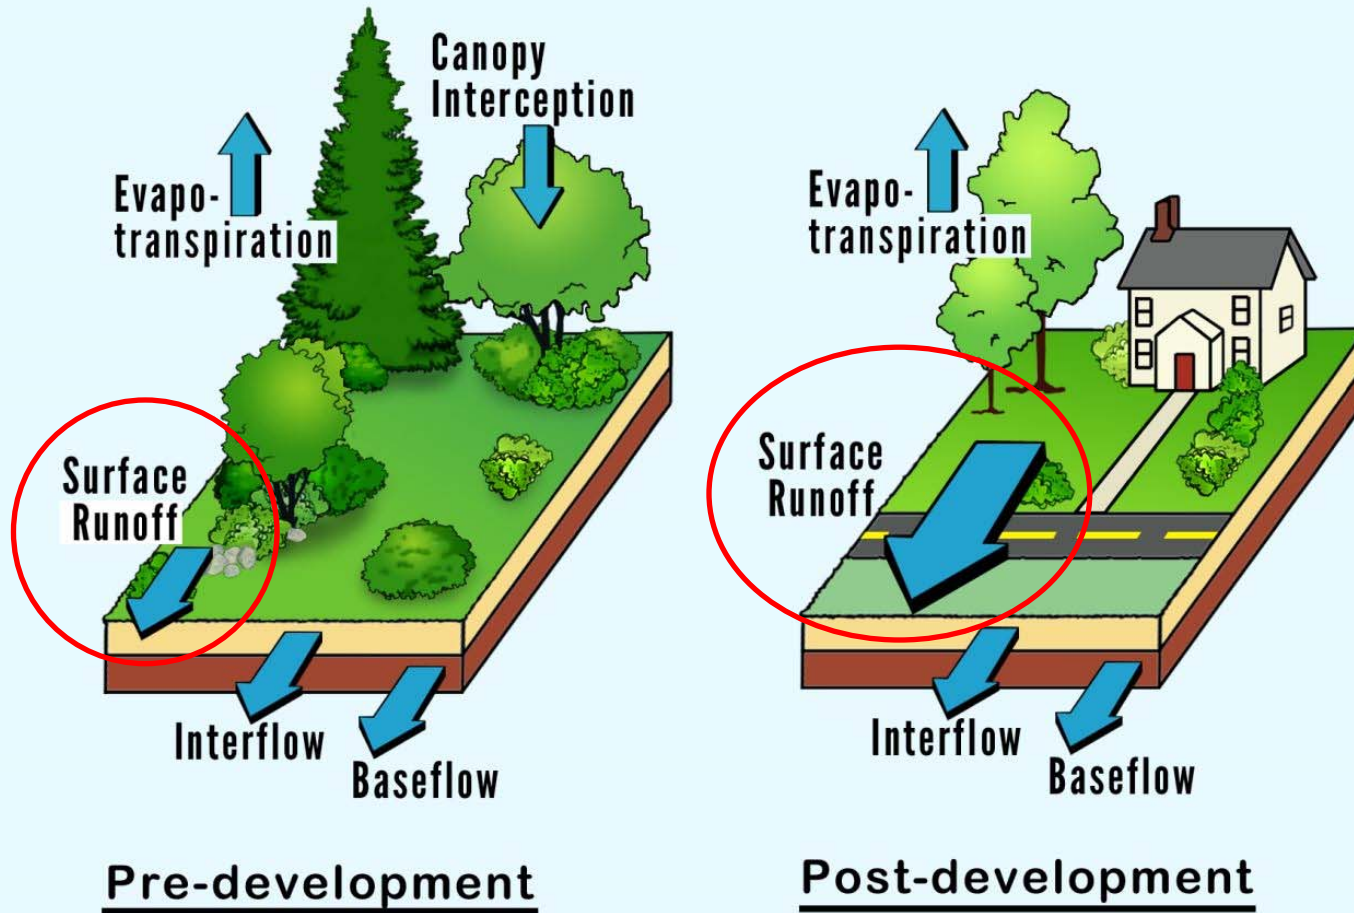 Canopy
Interception
Evapo-
transpiration
Surface
Runoff
Interflow
Baseflow
Pre-development
Evapo-
transpiration
Surface
Runoff
Interflow
Baseflow
Post-development